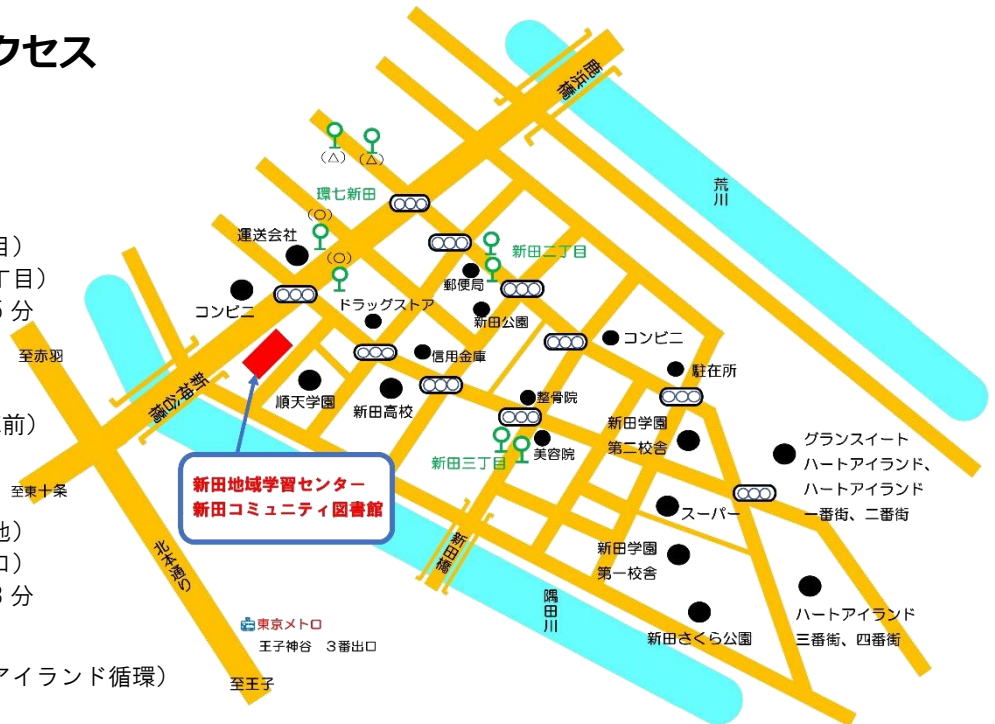 クセス
目）
丁目）
5 分
前）
也）
口）
3 分
アイランド循環）
鹿浜橋
荒川
（△）
（△）
環七新田
（○）
（○）
運送会社
コンビニ
新田二丁目
郵便局
新田公園
ドラッグストア
信用金庫
コンビニ
駐在所
至赤羽
新神谷橋
順天学園
新田高校
整骨院
美容院
新田三丁目
新田学園
第二校舎
グランスイート
ハートアイランド、
ハートアイランド
一番街、二番街
新田地域学習センター
新田コミュニティ図書館
至東十条
スーパー
新田橋
新田学園
第一校舎
北本通り
隅田川
新田さくら公園
ハートアイランド
三番街、四番街
東京メトロ
王子神谷　3番出口
至王子